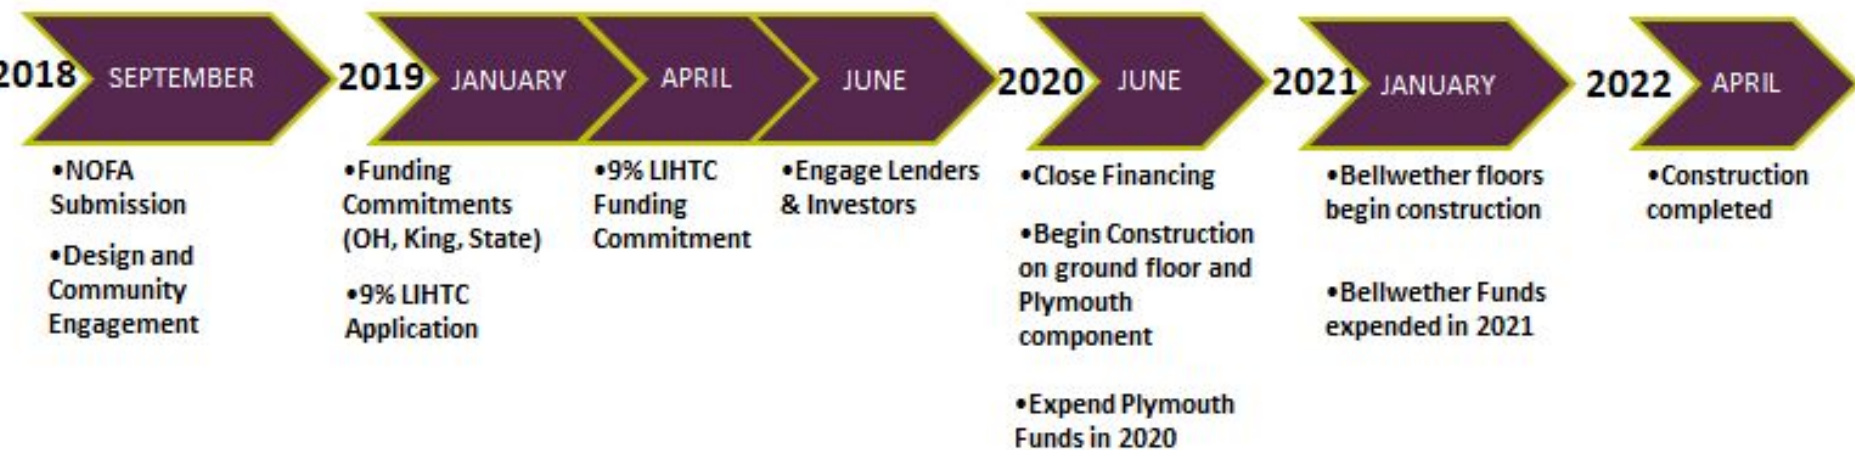 2018 SEPTEMBER 2019 JANUARY APRIL JUNE 2020 JUNE 2021 JANUARY 2022 APRIL
•NOFA
Submission
•Design and
Community
Engagement
•Funding
Commitments
(OH, King, State)
•9% LIHTC
Application
•9% LIHTC
Funding
Commitment
•Engage Lenders
& Investors
•Close Financing
•Begin Construction
on ground floor and
Plymouth
component
•Expend Plymouth
Funds in 2020
•Bellwether floors
begin construction
•Bellwether Funds
expended in 2021
•Construction
completed